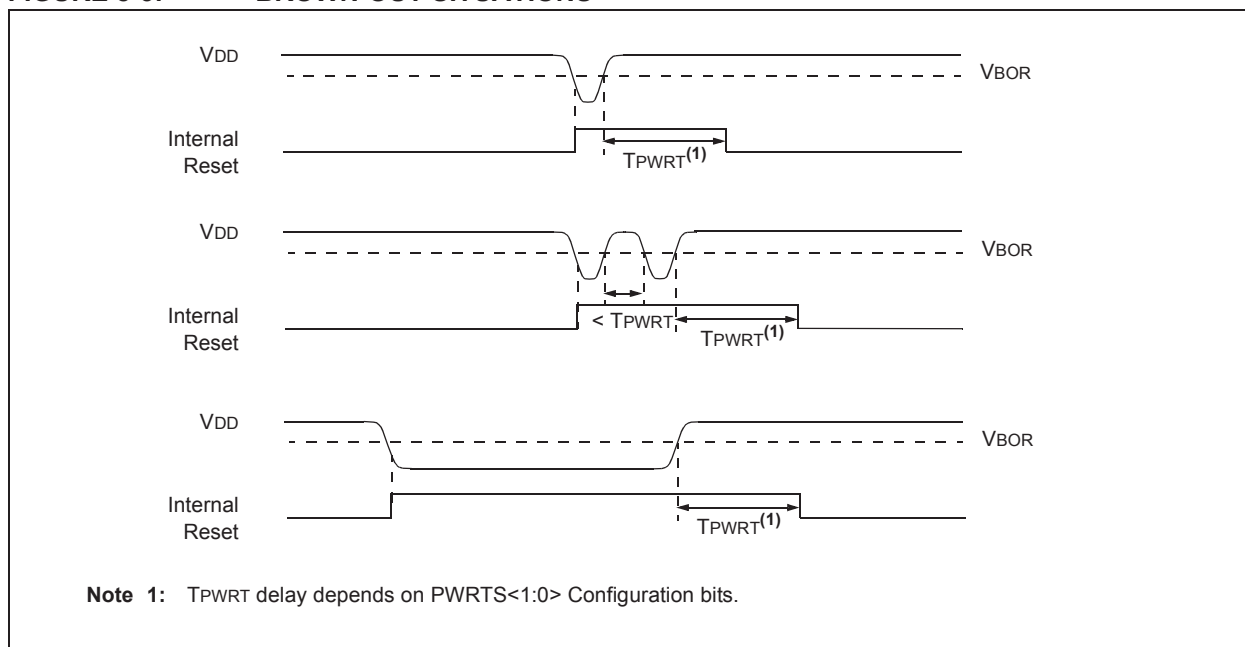 VDD
VBOR
Internal
Reset
TPWRT(1)
VDD
VBOR
Internal
Reset
< TPWRT
TPWRT(1)
VDD
VBOR
Internal
Reset
TPWRT(1)
Note 1: TPWRT delay depends on PWRTS<1:0> Configuration bits.